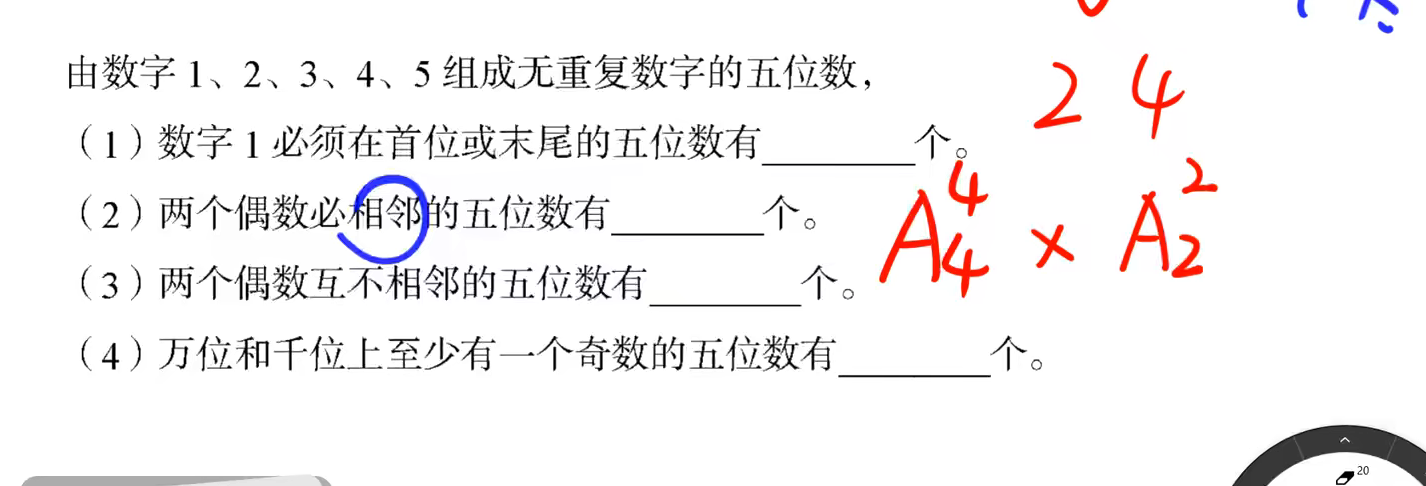 由数字 1、2、3、4、5 组成无重复数字的五位数，
2 4
（1）数字 1 必须在首位或末尾的五位数有________个。
（2）两个偶数必相邻的五位数有________个。
A₄⁴ × A₂²
（3）两个偶数互不相邻的五位数有________个。
（4）万位和千位上至少有一个奇数的五位数有________个。
20